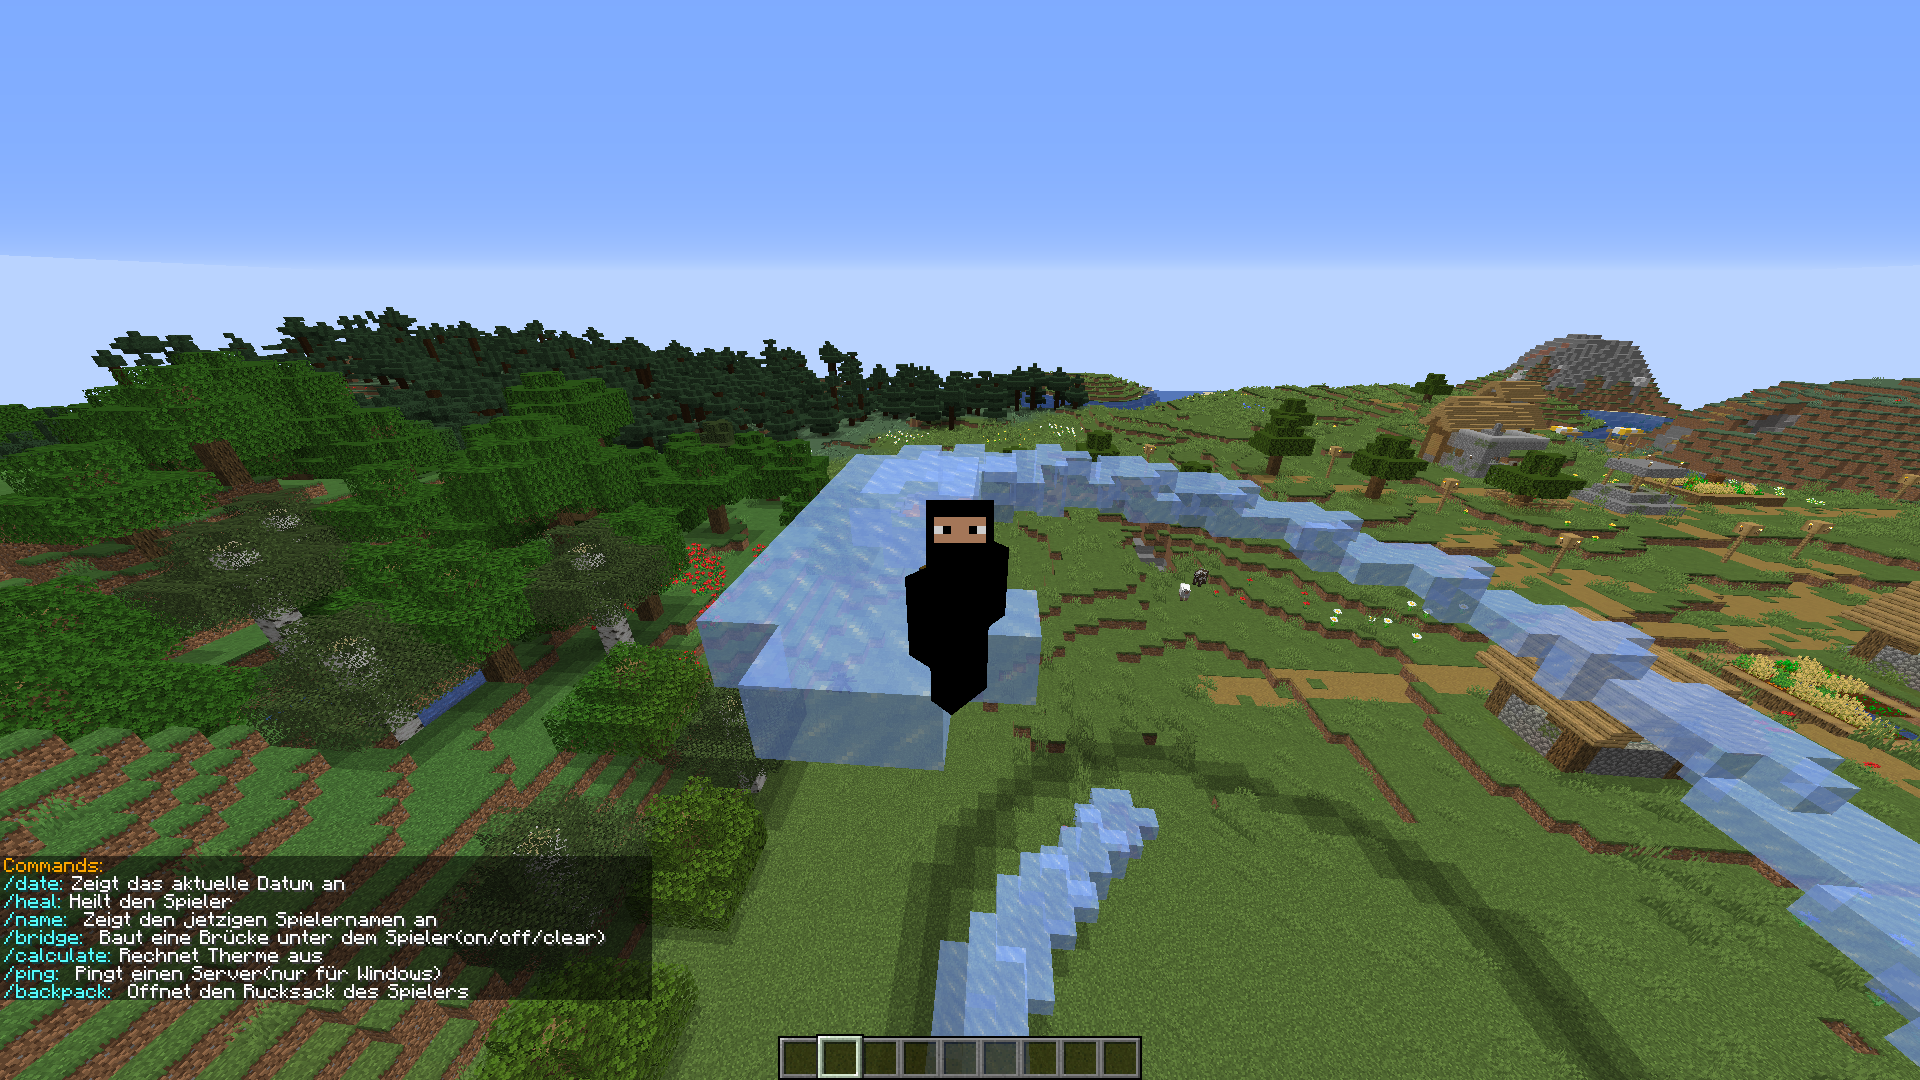 Commands:
/date: Zeigt das aktuelle Datum an
/heal: Heilt den Spieler
/name: Zeigt den jetzigen Spielernamen an
/bridge: Baut eine Brücke unter dem Spieler(on/off/clear)
/calculate: Rechnet Therme aus
/ping: Pingt einen Server(nur für Windows)
/backpack: Öffnet den Rucksack des Spielers